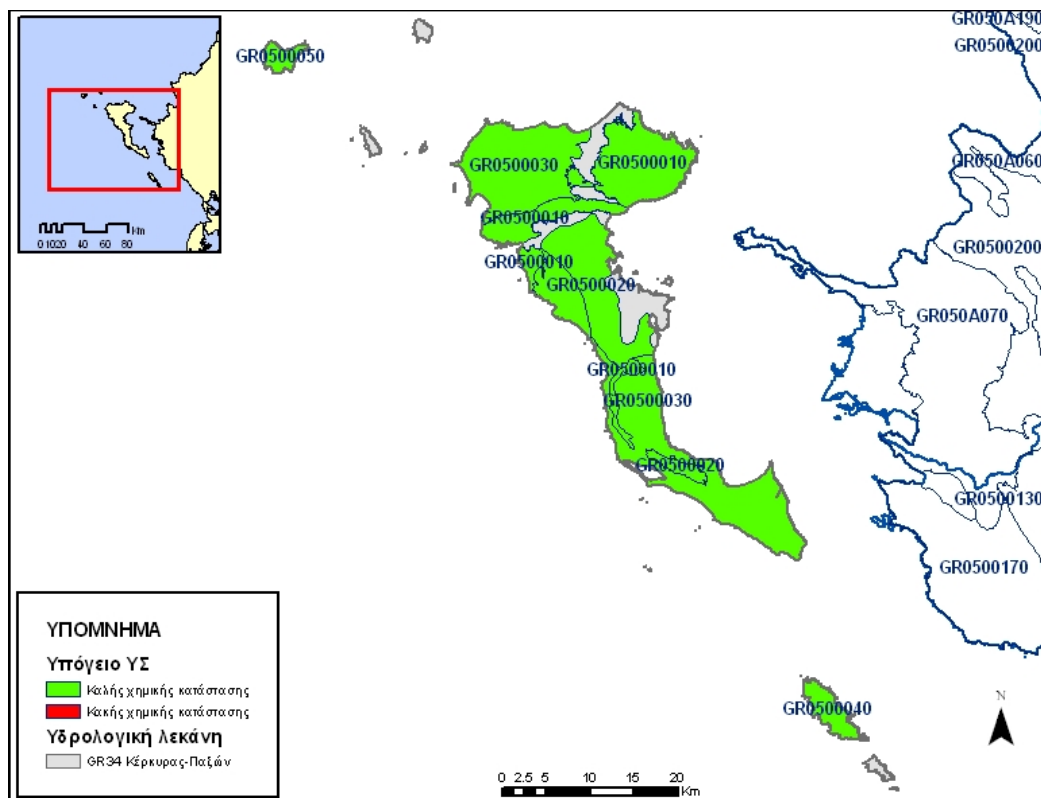 GR050A190
GR0500200
GR0500050
GR050A060
GR0500030
GR0500010
GR0500010
GR0500200
GR0500010
GR0500020
GR050A070
Km
0 10 20 40 60 80
GR0500010
GR0500030
GR0500020
GR0500130
GR0500170
ΥΠΟΜΝΗΜΑ
Υπόγειο ΥΣ
Καλής χημικής κατάστασης
Κακής χημικής κατάστασης
Υδρολογική λεκάνη
GR34 Κέρκυρας-Παξών
GR0500040
N
0 2.5 5 10 15 20
Km